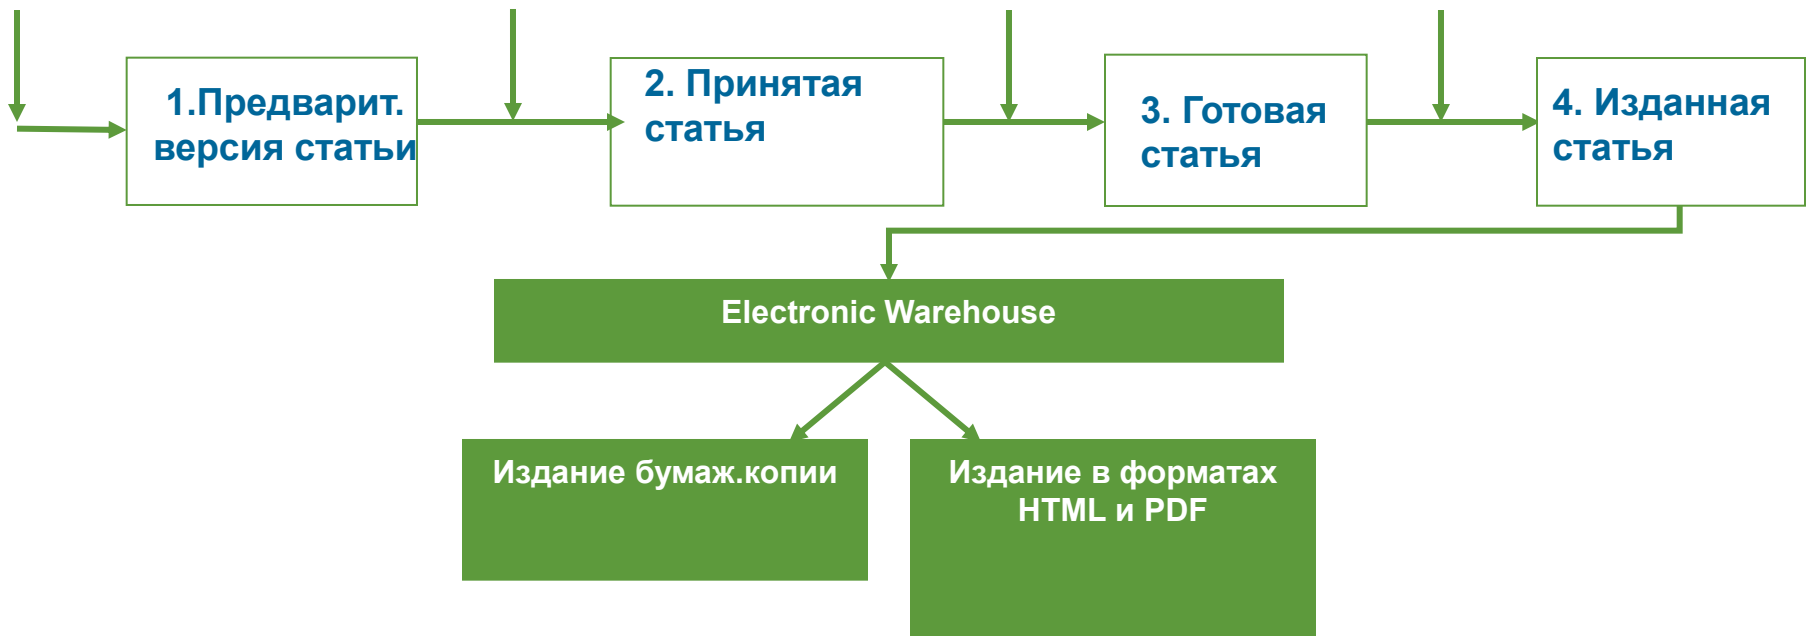 1.Предварит.
версия статьи
2. Принятая
статья
3. Готовая
статья
4. Изданная
статья
Electronic Warehouse
Издание бумаж.копии
Издание в форматах
HTML и PDF